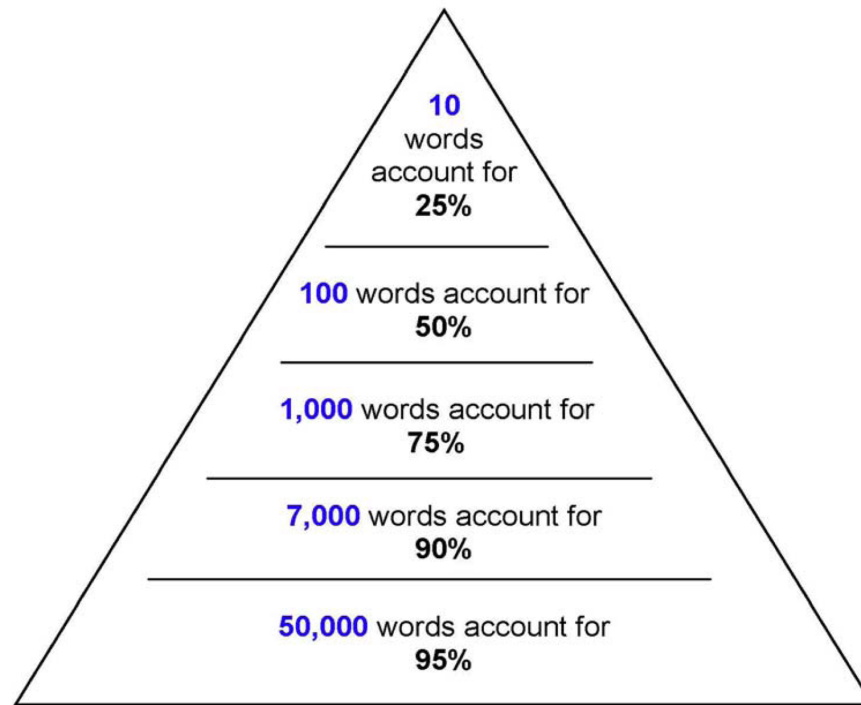 10
words
account for
25%
100 words account for
50%
1,000 words account for
75%
7,000 words account for
90%
50,000 words account for
95%